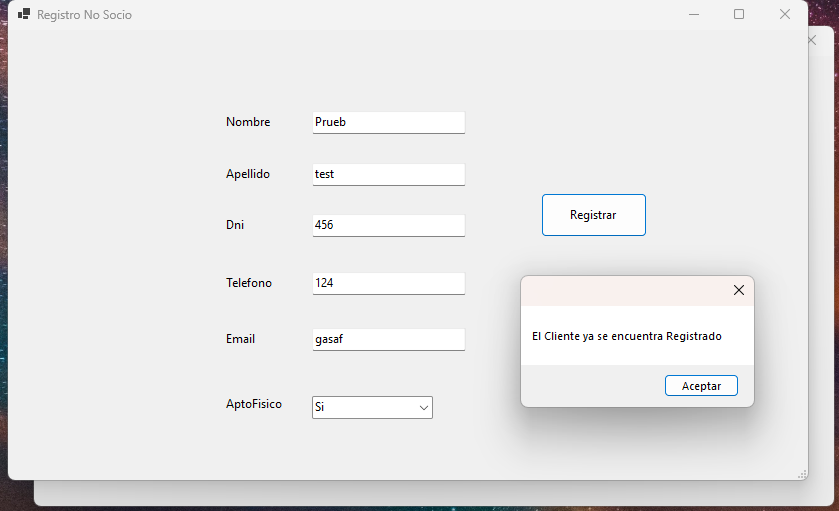 Registro No Socio
Nombre
Prueb
Apellido
test
Registrar
Dni
456
Telefono
124
Email
gasaf
AptoFisico
Si
El Cliente ya se encuentra Registrado
Aceptar